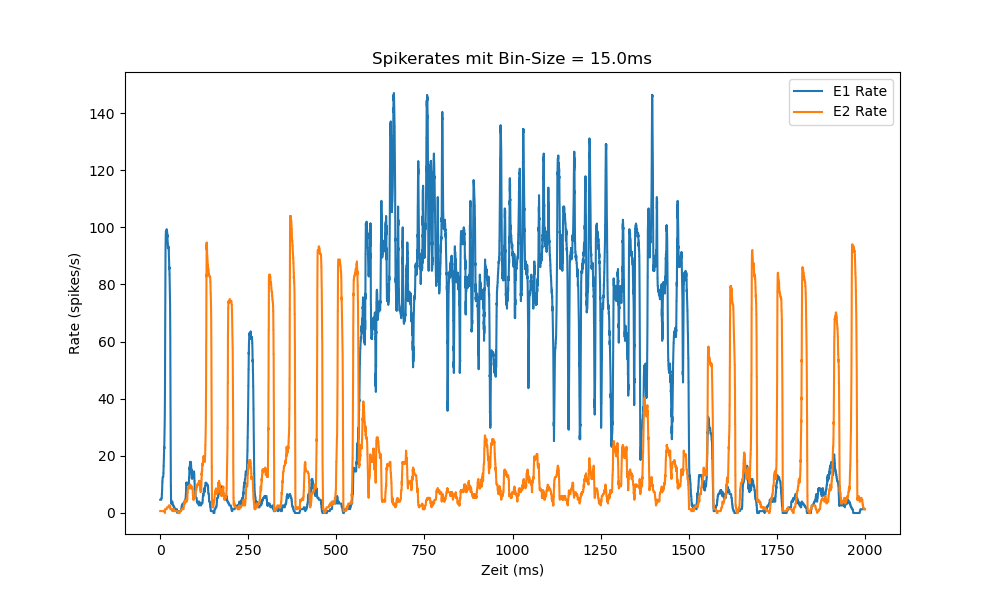 Spikerates mit Bin-Size = 15.0ms
E1 Rate
E2 Rate
Rate (spikes/s)
140
120
100
80
60
40
20
0
0 250 500 750 1000 1250 1500 1750 2000
Zeit (ms)